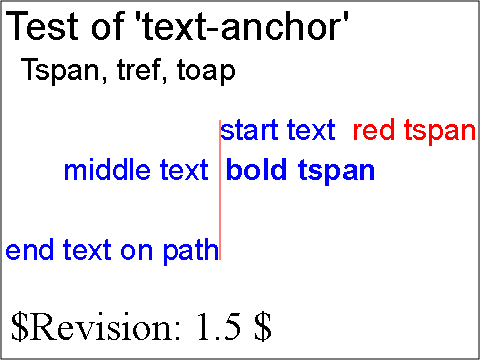 Test of 'text-anchor'
Tspan, tref, toap
start text red tspan
middle text bold tspan
end text on path
$Revision: 1.5 $